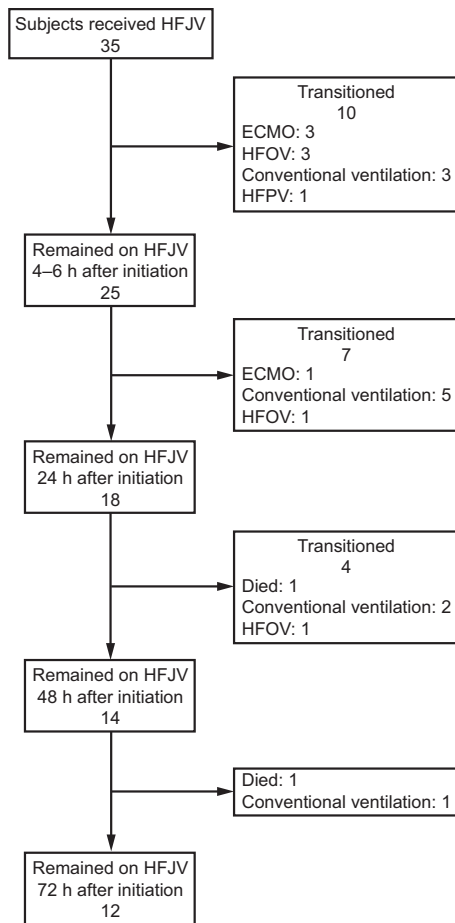 Subjects received HFJV
35
Transitioned
10
ECMO: 3
HFOV: 3
Conventional ventilation: 3
HFPV: 1
Remained on HFJV
4–6 h after initiation
25
Transitioned
7
ECMO: 1
Conventional ventilation: 5
HFOV: 1
Remained on HFJV
24 h after initiation
18
Transitioned
4
Died: 1
Conventional ventilation: 2
HFOV: 1
Remained on HFJV
48 h after initiation
14
Died: 1
Conventional ventilation: 1
Remained on HFJV
72 h after initiation
12